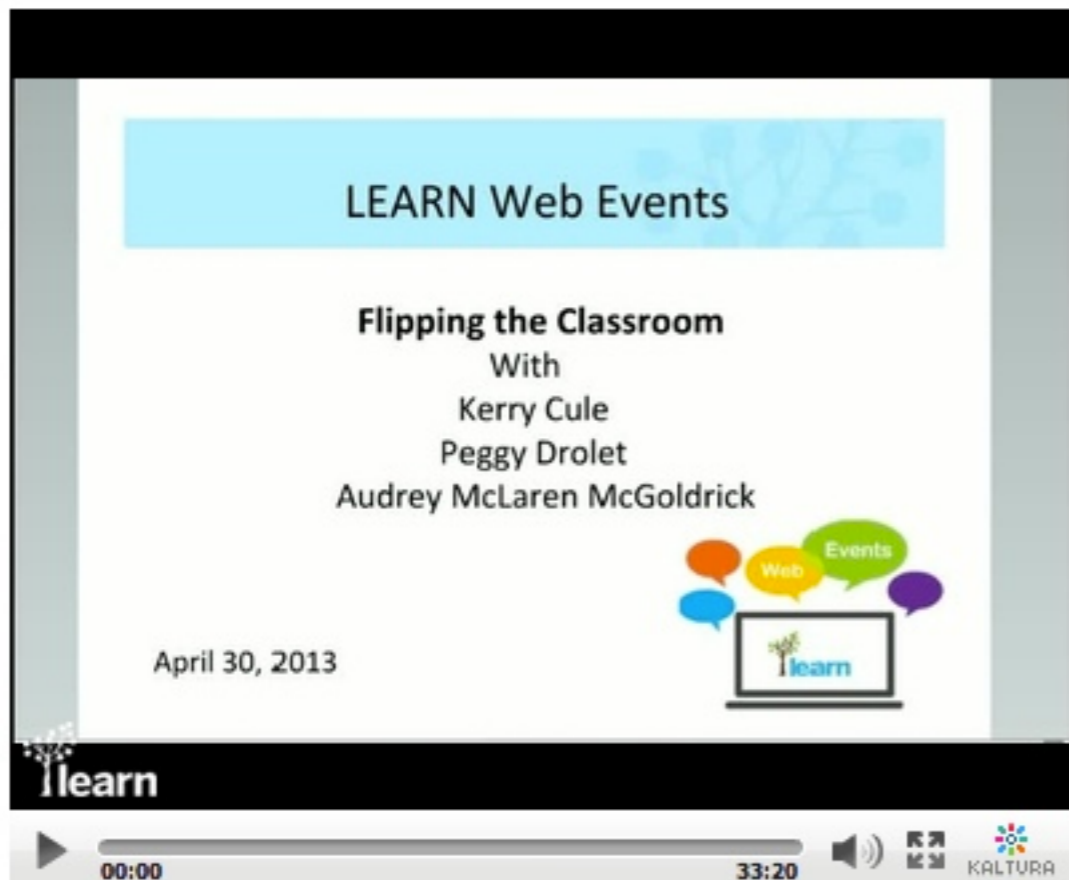 LEARN Web Events
Flipping the Classroom
With
Kerry Cule
Peggy Drolet
Audrey McLaren McGoldrick
Web
Events
April 30, 2013
learn
learn
00:00
33:20
KALTURA